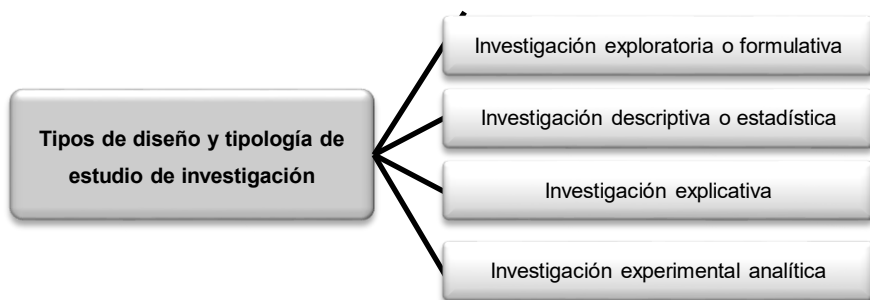 Tipos de diseño y tipología de
estudio de investigación
Investigación exploratoria o formulativa
Investigación descriptiva o estadística
Investigación explicativa
Investigación experimental analítica